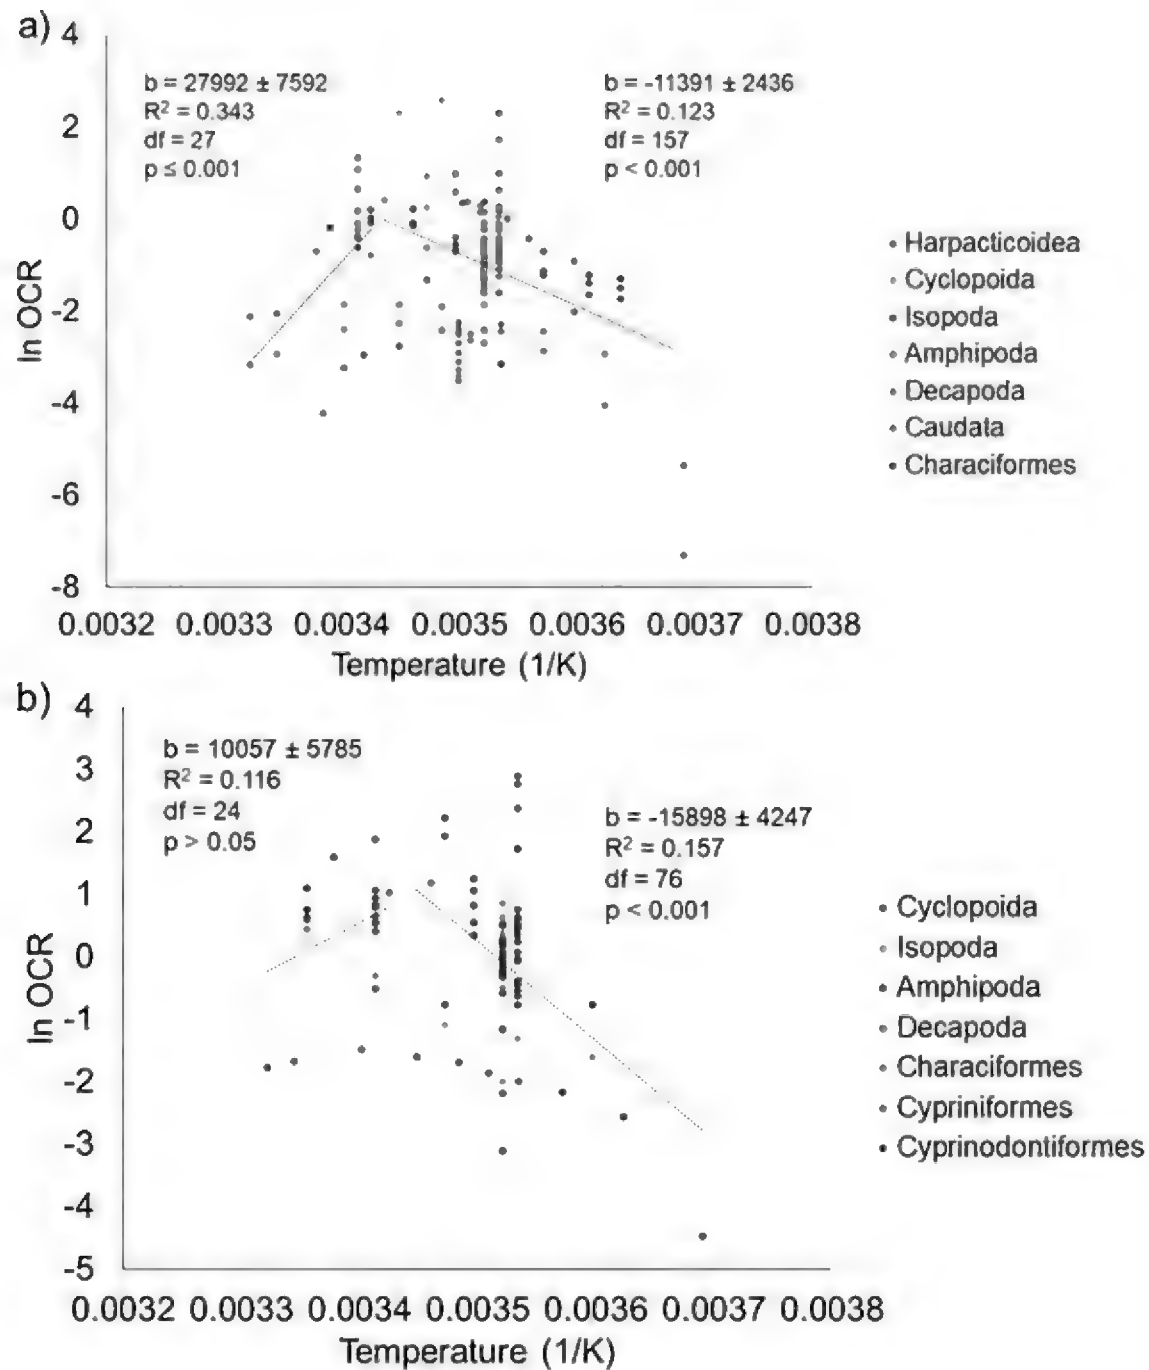 a)
4
2
0
-2
-4
-6
-8
ln OCR
b = 27992 ± 7592
R² = 0.343
df = 27
p ≤ 0.001
b = -11391 ± 2436
R² = 0.123
df = 157
p < 0.001
0.0032 0.0033 0.0034 0.0035 0.0036 0.0037 0.0038
Temperature (1/K)
Harpacticoidea
Cyclopoida
Isopoda
Amphipoda
Decapoda
Caudata
Characiformes
b)
4
3
2
1
0
-1
-2
-3
-4
-5
ln OCR
b = 10057 ± 5785
R² = 0.116
df = 24
p > 0.05
b = -15898 ± 4247
R² = 0.157
df = 76
p < 0.001
0.0032 0.0033 0.0034 0.0035 0.0036 0.0037 0.0038
Temperature (1/K)
Cyclopoida
Isopoda
Amphipoda
Decapoda
Characiformes
Cypriniformes
Cyprinodontiformes